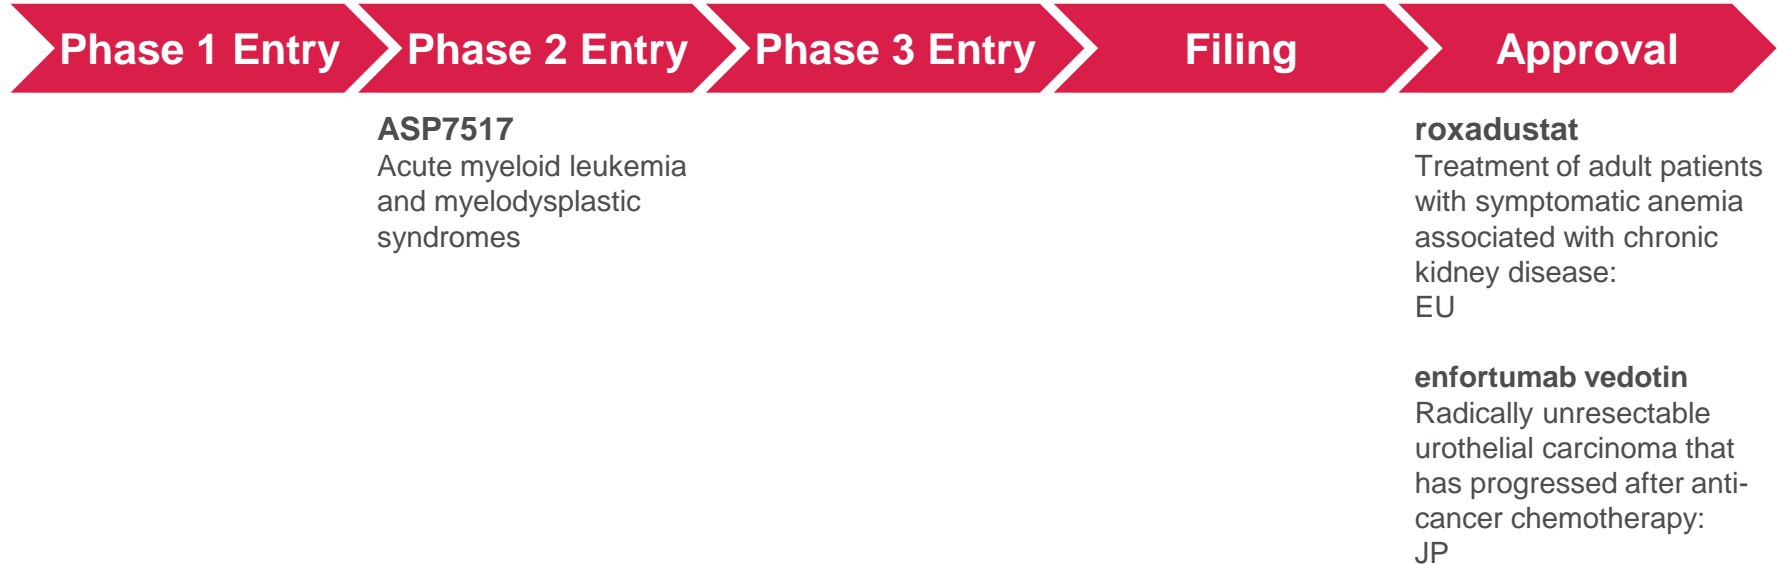 Phase 1 Entry
Phase 2 Entry
Phase 3 Entry
Filing
Approval
ASP7517
Acute myeloid leukemia
and myelodysplastic
syndromes
roxadustat
Treatment of adult patients
with symptomatic anemia
associated with chronic
kidney disease:
EU
enfortumab vedotin
Radically unresectable
urothelial carcinoma that
has progressed after anti-
cancer chemotherapy:
JP